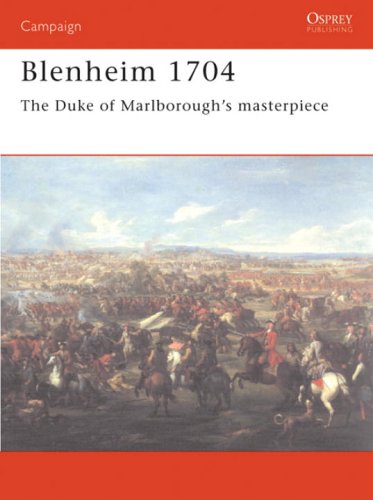 Campaign
OSPREY
PUBLISHING
Blenheim 1704
The Duke of Marlborough's masterpiece